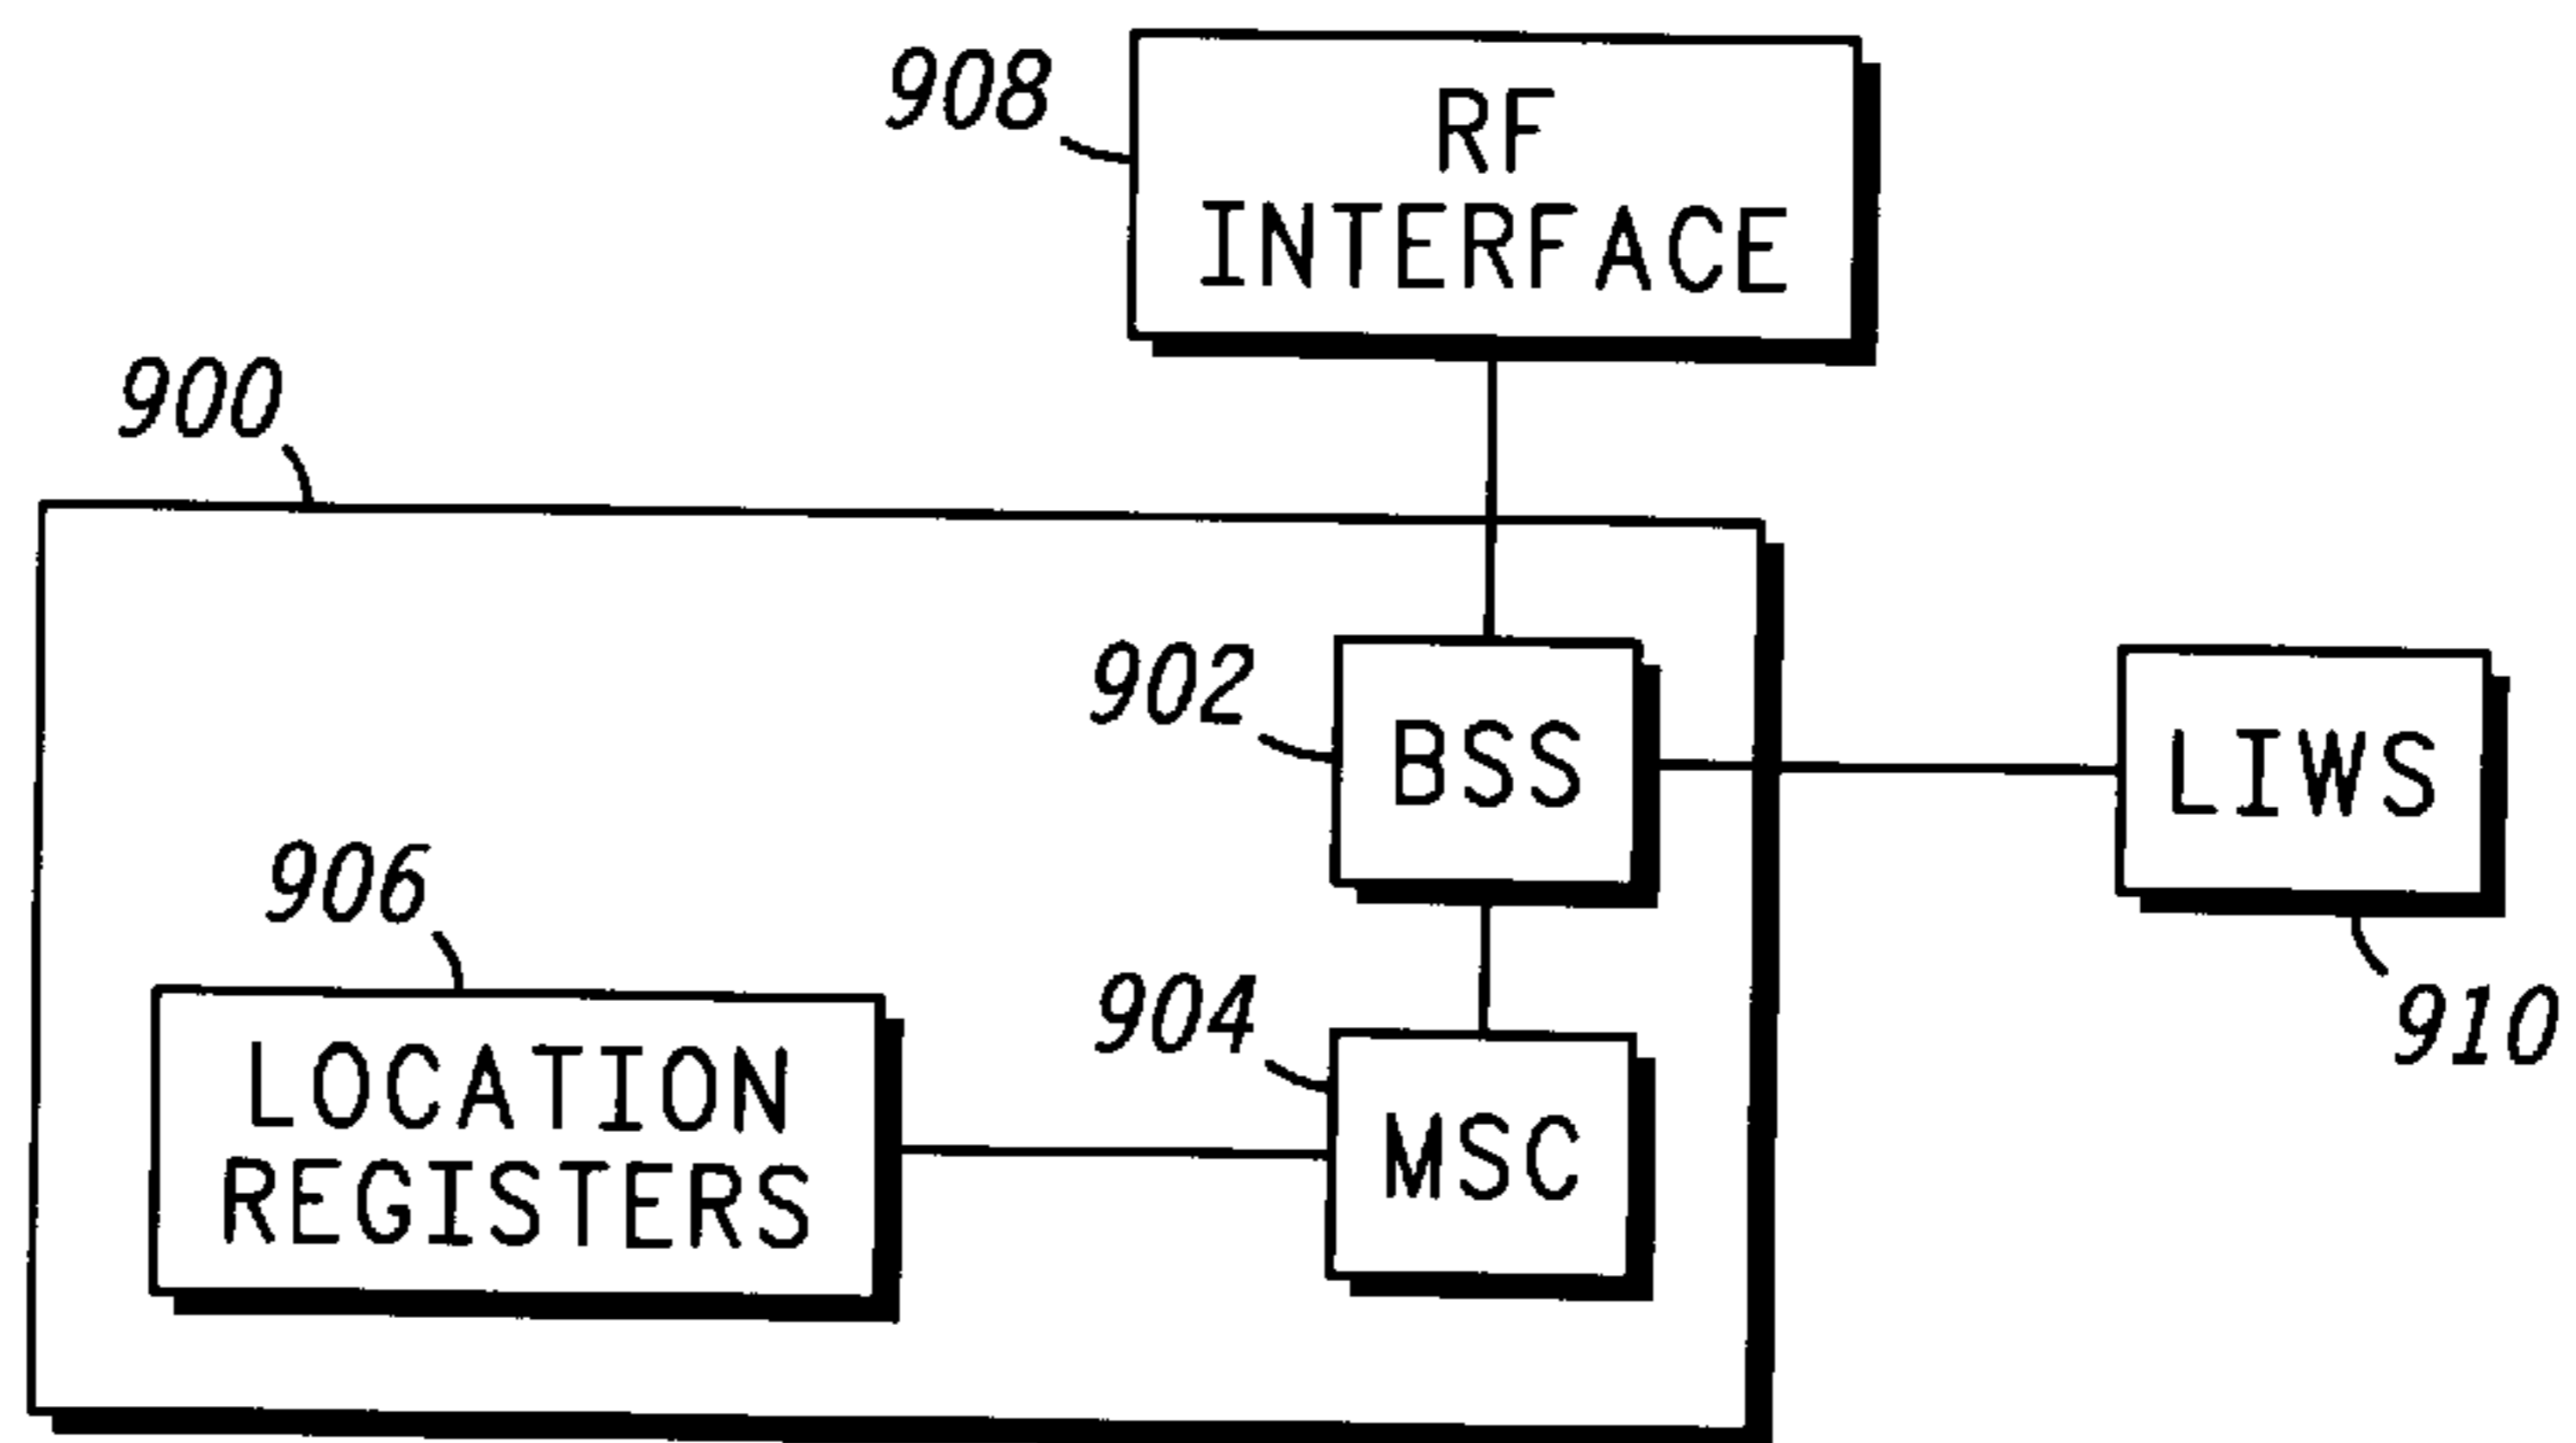 908
RF
INTERFACE
900
902
BSS
LIWS
906
904
910
LOCATION
REGISTERS
MSC